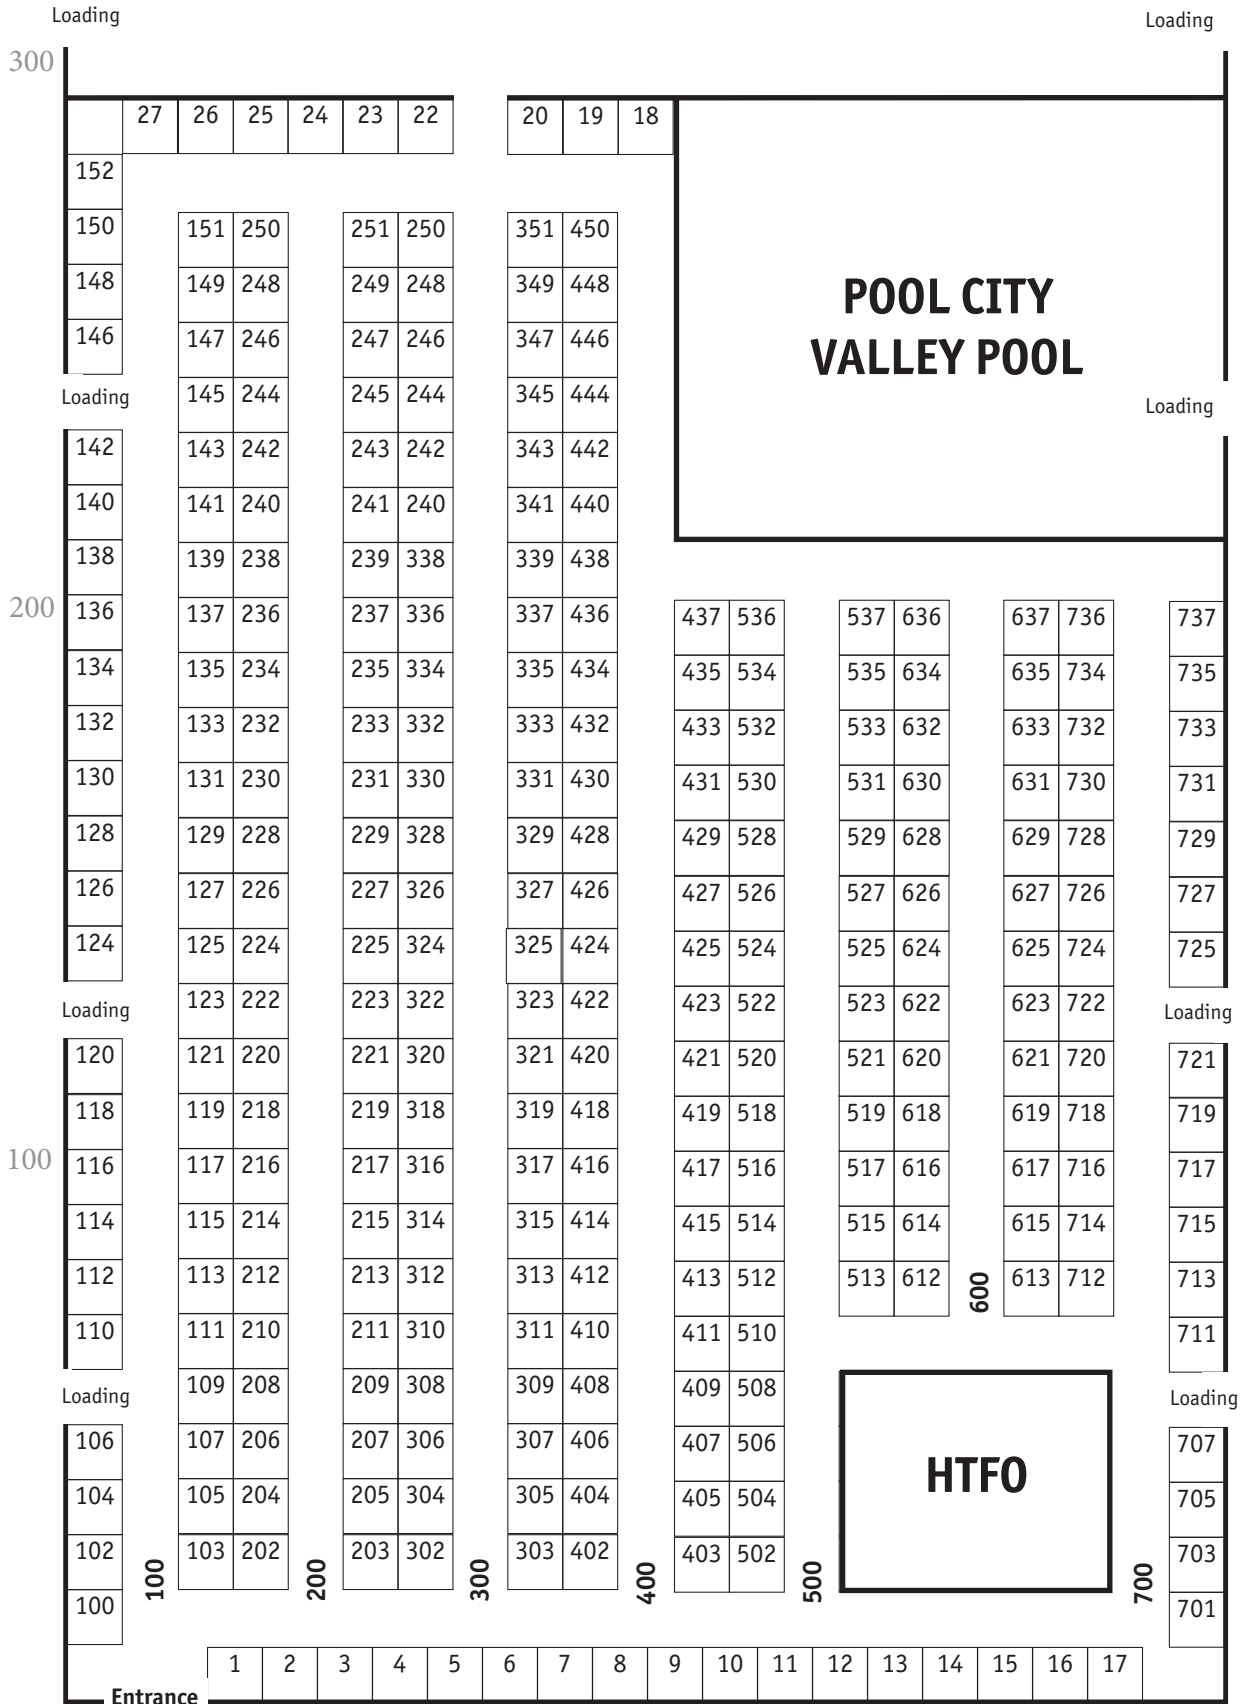 Loading
Loading
300
27 26 25 24 23 22 20 19 18
152
150 151 250 251 250 351 450
148 149 248 249 248 349 448
POOL CITY
146 147 246 247 246 347 446
VALLEY POOL
Loading 145 244 245 244 345 444
Loading
142 143 242 243 242 343 442
140 141 240 241 240 341 440
138 139 238 239 338 339 438
200 136 137 236 237 336 337 436 437 536 537 636 637 736 737
134 135 234 235 334 335 434 435 534 535 634 635 734 735
132 133 232 233 332 333 432 433 532 533 632 633 732 733
130 131 230 231 330 331 430 431 530 531 630 631 730 731
128 129 228 229 328 329 428 429 528 529 628 629 728 729
126 127 226 227 326 327 426 427 526 527 626 627 726 727
124 125 224 225 324 325 424 425 524 525 624 625 724 725
Loading 123 222 223 322 323 422 423 522 523 622 623 722 Loading
120 121 220 221 320 321 420 421 520 521 620 621 720 721
118 119 218 219 318 319 418 419 518 519 618 619 718 719
100 116 117 216 217 316 317 416 417 516 517 616 617 716 717
114 115 214 215 314 315 414 415 514 515 614 615 714 715
112 113 212 213 312 313 412 413 512 513 612 600 613 712 713
110 111 210 211 310 311 410 411 510 711
Loading 109 208 209 308 309 408 409 508 Loading
106 107 206 207 306 307 406 407 506 707
HTFO
104 105 204 205 304 305 404 405 504 705
102 100 103 202 200 203 302 300 303 402 400 403 502 500 700 703
100 701
1 2 3 4 5 6 7 8 9 10 11 12 13 14 15 16 17
Entrance